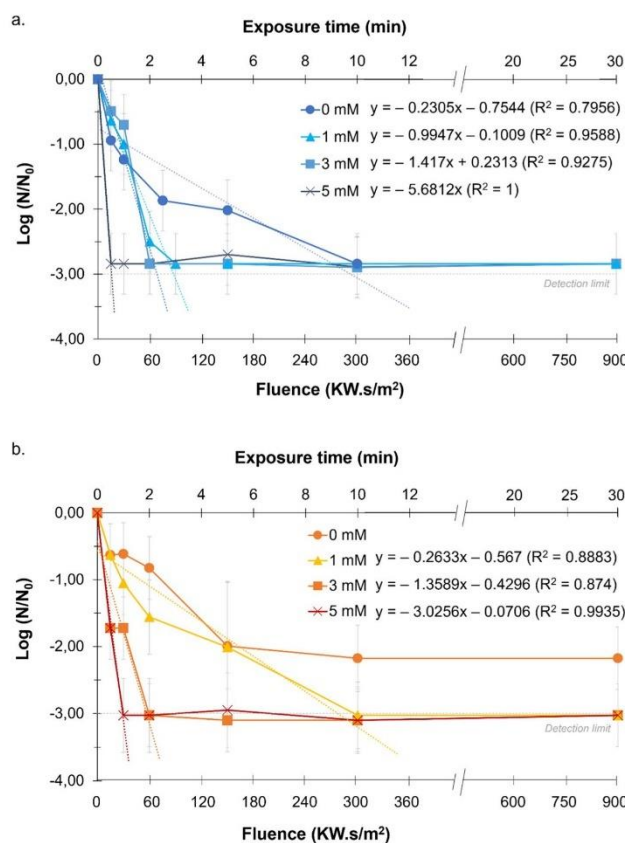 a.
Exposure time (min)
0 2 4 6 8 10 12 20 30
0,00
-1,00
-2,00
-3,00
-4,00
Log (N/N₀)
0 mM y = – 0.2305x – 0.7544 (R² = 0.7956)
1 mM y = – 0.9947x – 0.1009 (R² = 0.9588)
3 mM y = – 1.417x + 0.2313 (R² = 0.9275)
5 mM y = – 5.6812x (R² = 1)
Detection limit
0 60 120 180 240 300 360 600 750 900
Fluence (KW.s/m²)
b.
Exposure time (min)
0 2 4 6 8 10 12 20 25 30
0,00
-1,00
-2,00
-3,00
-4,00
Log (N/N₀)
0 mM
1 mM y = – 0.2633x – 0.567 (R² = 0.8883)
3 mM y = – 1.3589x – 0.4296 (R² = 0.874)
5 mM y = – 3.0256x – 0.0706 (R² = 0.9935)
Detection limit
0 60 120 180 240 300 360 600 750 900
Fluence (KW.s/m²)